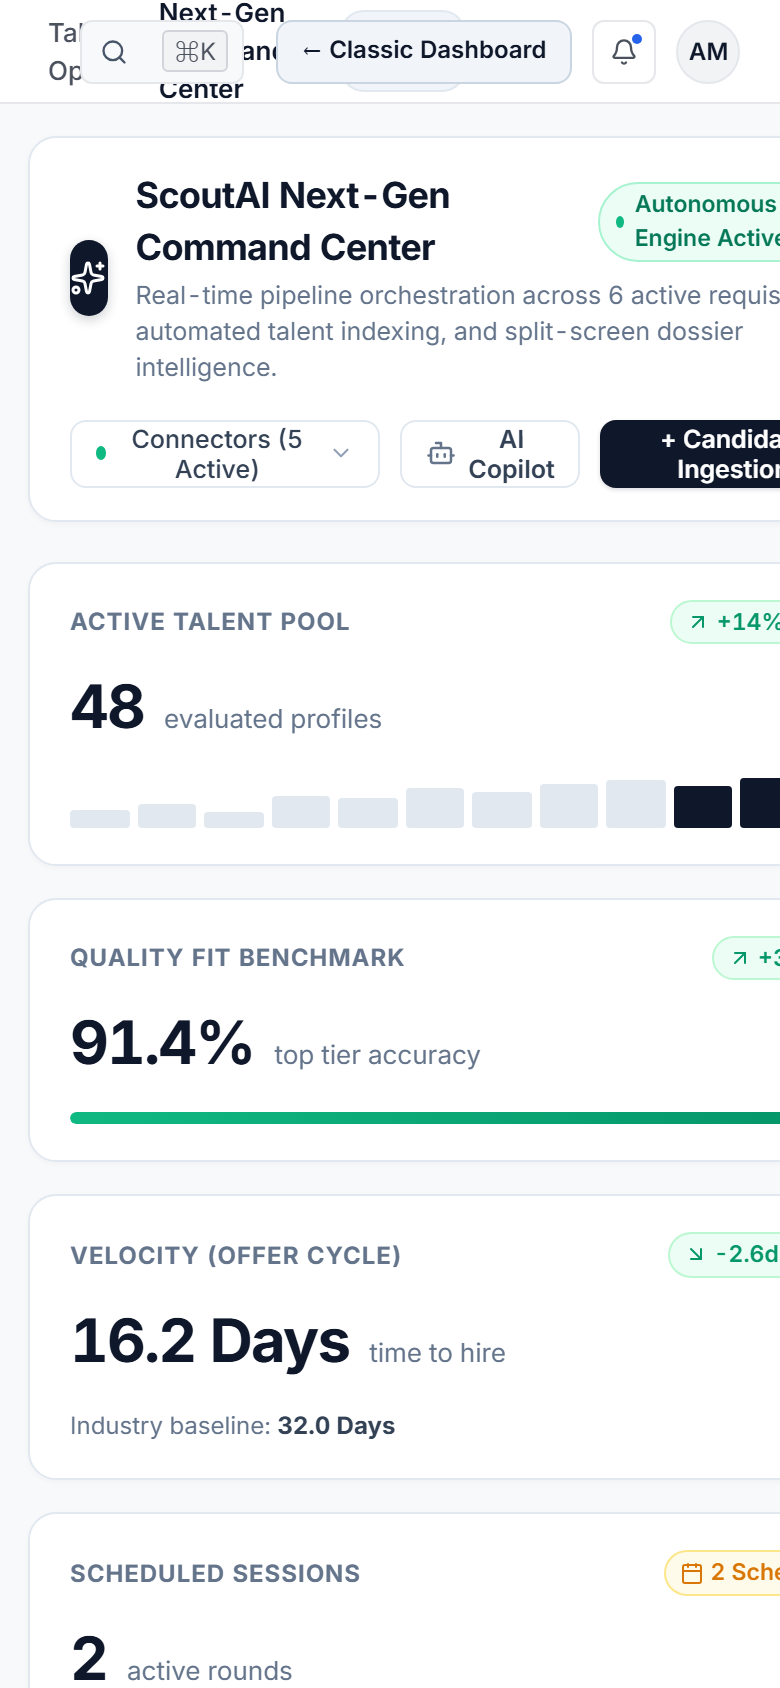 Next-Gen
Center
⌘K
← Classic Dashboard
AM
ScoutAI Next-Gen
Command Center
Autonomous
Engine Active
Real-time pipeline orchestration across 6 active requis
automated talent indexing, and split-screen dossier
intelligence.
Connectors (5
Active)
AI
Copilot
+ Candida
Ingestion
ACTIVE TALENT POOL
+14%
48 evaluated profiles
QUALITY FIT BENCHMARK
+3
91.4% top tier accuracy
VELOCITY (OFFER CYCLE)
-2.6d
16.2 Days time to hire
Industry baseline: 32.0 Days
SCHEDULED SESSIONS
2 Sche
2 active rounds